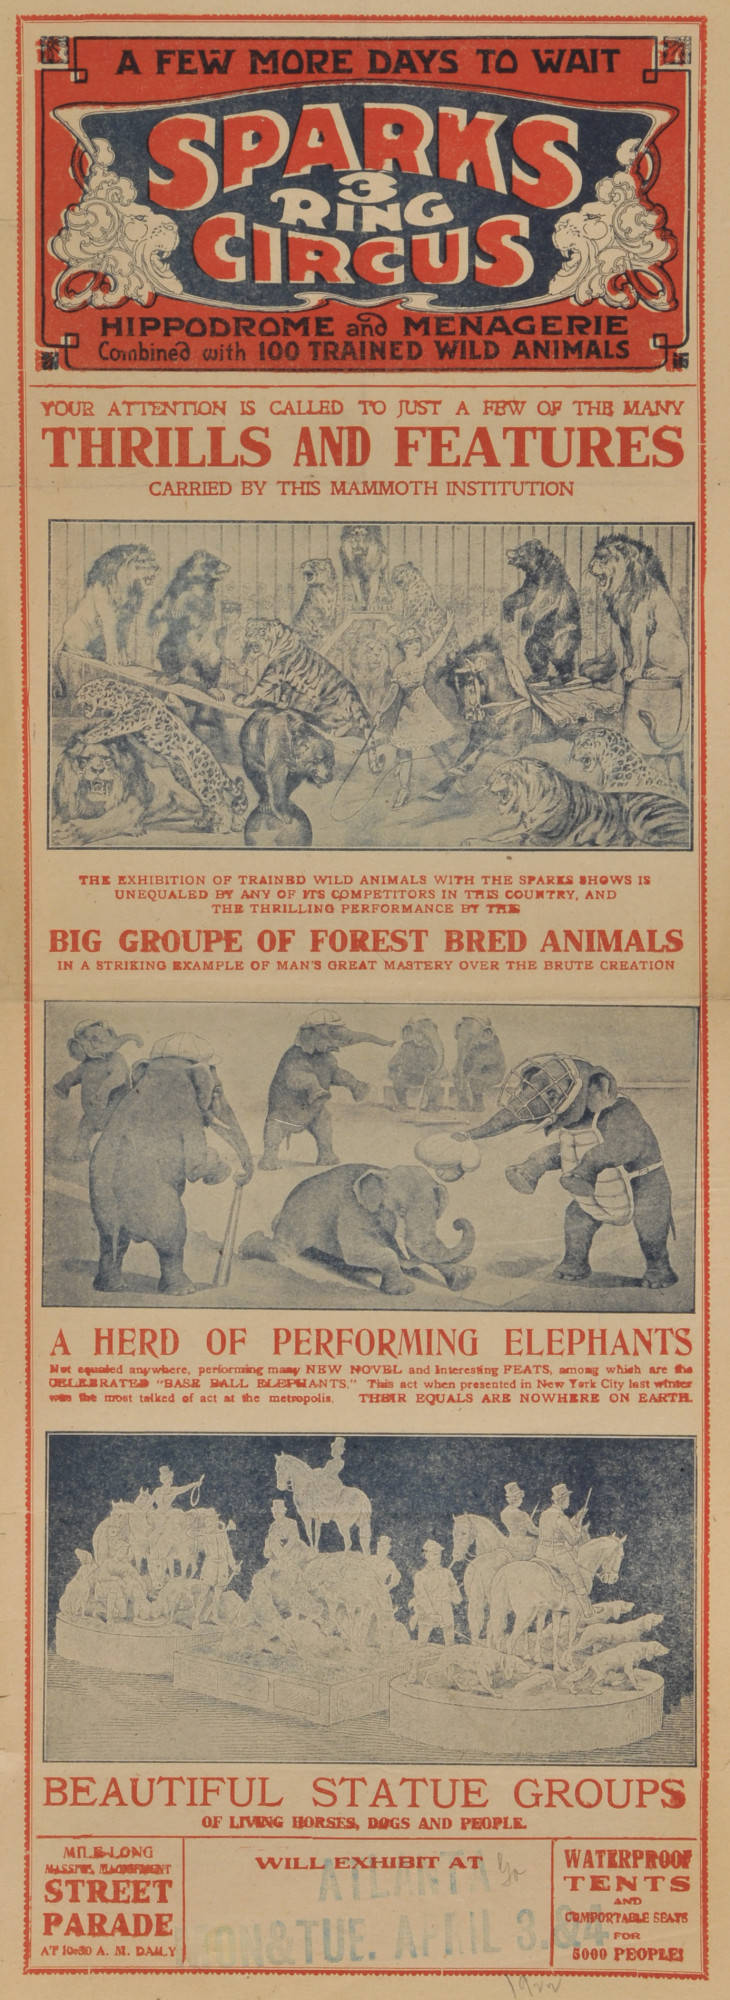 A FEW MORE DAYS TO WAIT
SPARKS
3
RING
CIRCUS
HIPPODROME and MENAGERIE
Combined with 100 TRAINED WILD ANIMALS
YOUR ATTENTION IS CALLED TO JUST A FEW OF THE MANY
THRILLS AND FEATURES
CARRIED BY THIS MAMMOTH INSTITUTION
THE EXHIBITION OF TRAINED WILD ANIMALS WITH THE SPARKS SHOWS IS
UNEQUALED BY ANY OF ITS COMPETITORS IN THIS COUNTRY, AND
THE THRILLING PERFORMANCE BY THE
BIG GROUPE OF FOREST BRED ANIMALS
IN A STRIKING EXAMPLE OF MAN'S GREAT MASTERY OVER THE BRUTE CREATION
A HERD OF PERFORMING ELEPHANTS
Not equaled anywhere, performing many NEW NOVEL and Interesting FEATS, among which are the
CELEBRATED "BASE BALL ELEPHANTS." This act when presented in New York City last winter
was the most talked of act at the metropolis. THEIR EQUALS ARE NOWHERE ON EARTH.
BEAUTIFUL STATUE GROUPS
OF LIVING HORSES, DOGS AND PEOPLE.
MILE-LONG
MASSIVE, MAGNIFICENT
STREET
PARADE
AT 10:30 A. M. DAILY
WILL EXHIBIT AT
ATLANTA Ga
MON&TUE. APRIL 3.&4
WATERPROOF
TENTS
AND
COMFORTABLE SEATS
FOR
5000 PEOPLE!
1922